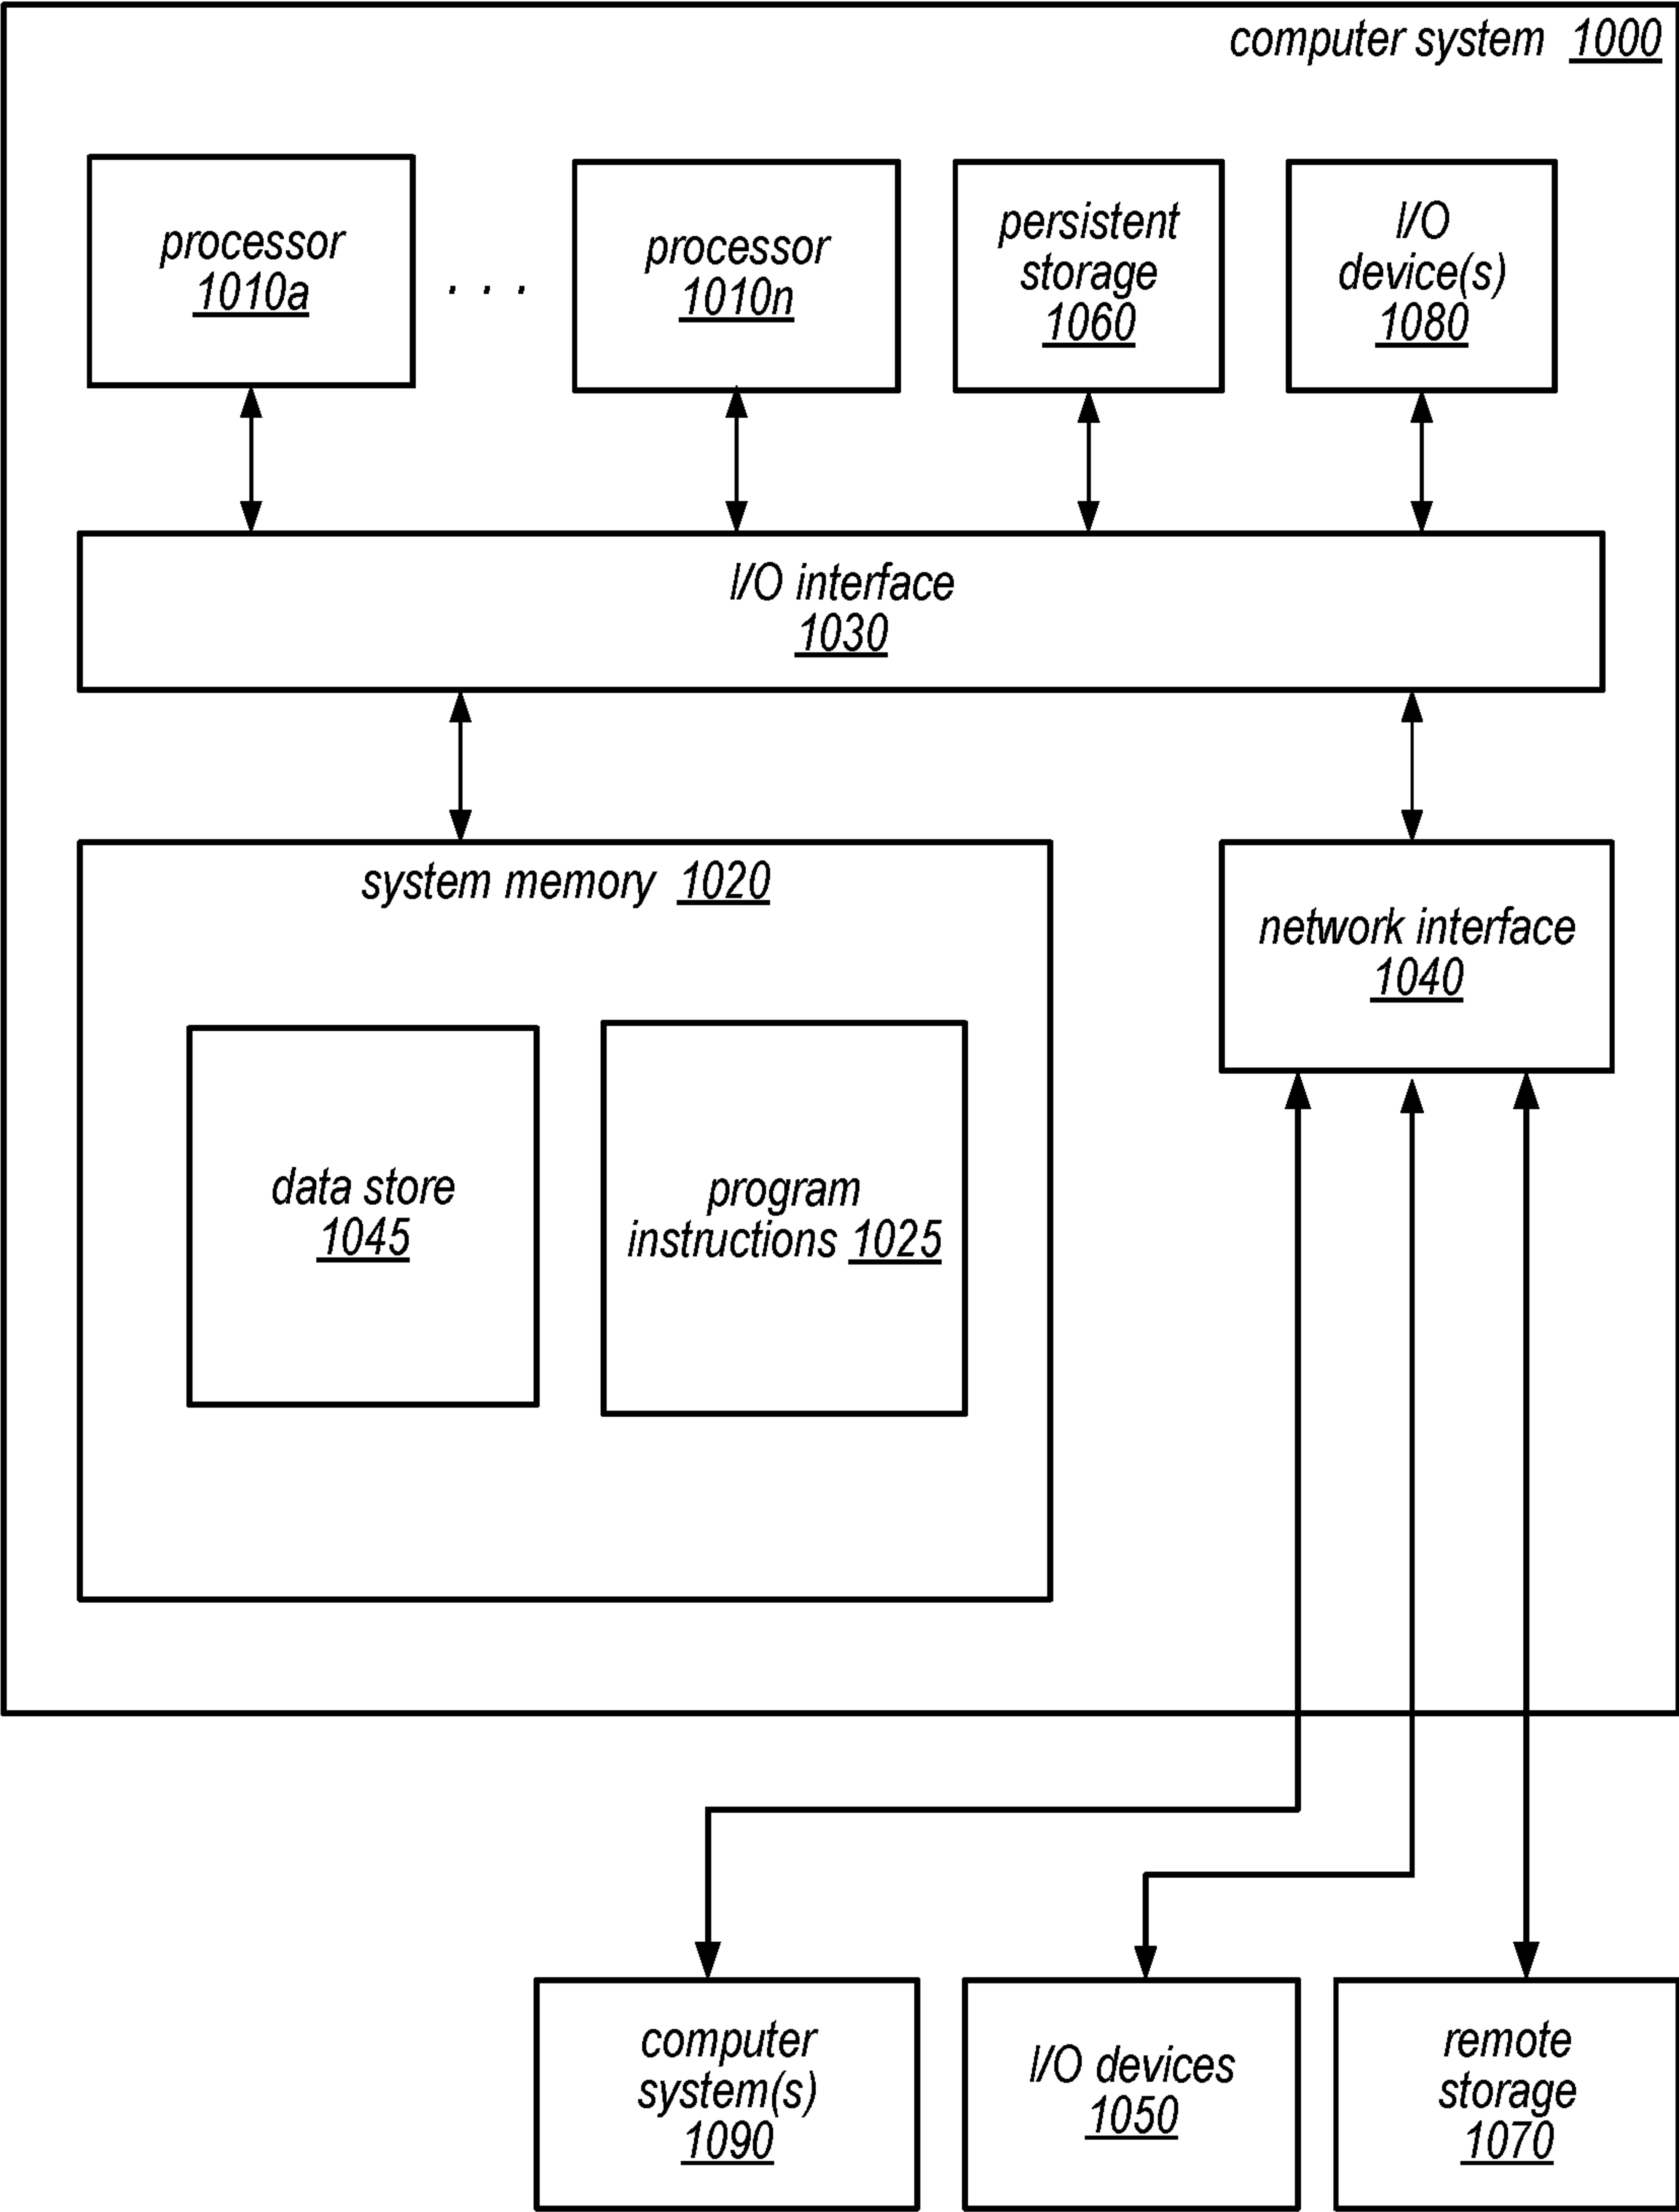 computer system 1000
processor
1010a
. . .
processor
1010n
persistent
storage
1060
I/O
device(s)
1080
I/O interface
1030
system memory 1020
network interface
1040
data store
1045
program
instructions 1025
computer
system(s)
1090
I/O devices
1050
remote
storage
1070